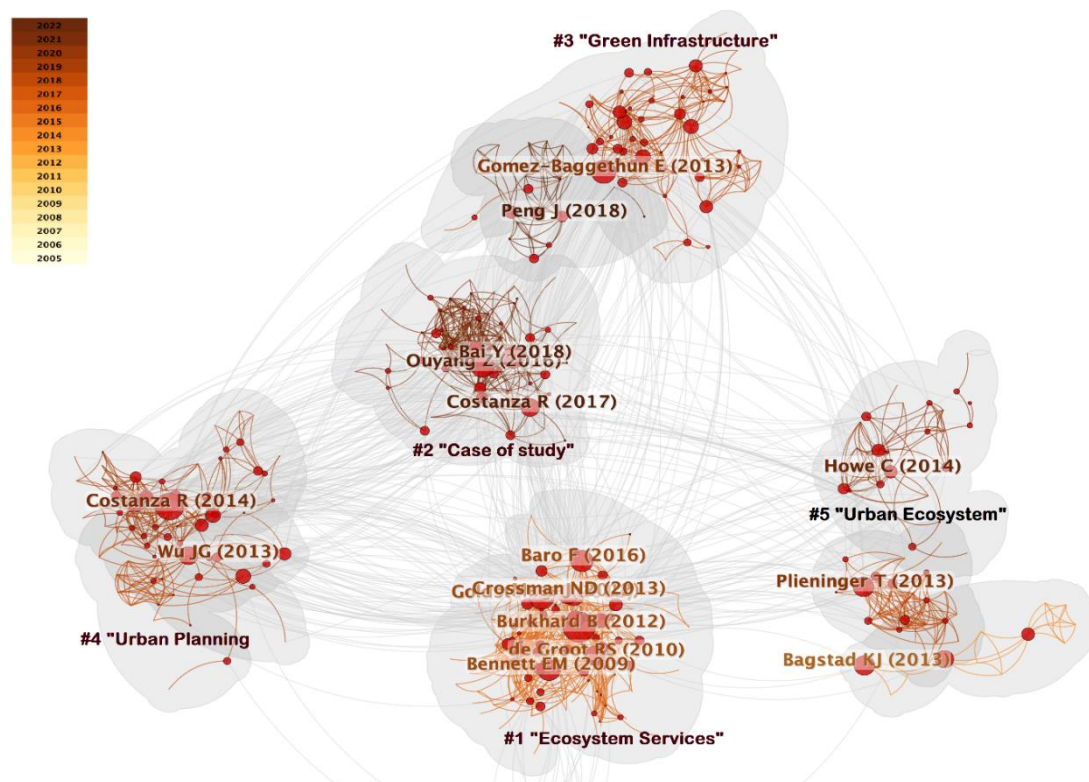 2022
2021
2020
2019
2018
2017
2016
2015
2014
2013
2012
2011
2010
2009
2008
2007
2006
2005
#3 "Green Infrastructure"
Gomez-Baggethun E (2013)
Peng J (2018)
Bai Y (2018)
Ouyang Z (2016)
Costanza R (2017)
#2 "Case of study"
Costanza R (2014)
Wu JG (2013)
#4 "Urban Planning
Howe C (2014)
#5 "Urban Ecosystem"
Plieninger T (2013)
Bagstad KJ (2013)
Baro F (2016)
Crossman ND (2013)
Burkhard B (2012)
de Groot RS (2010)
Bennett EM (2009)
#1 "Ecosystem Services"